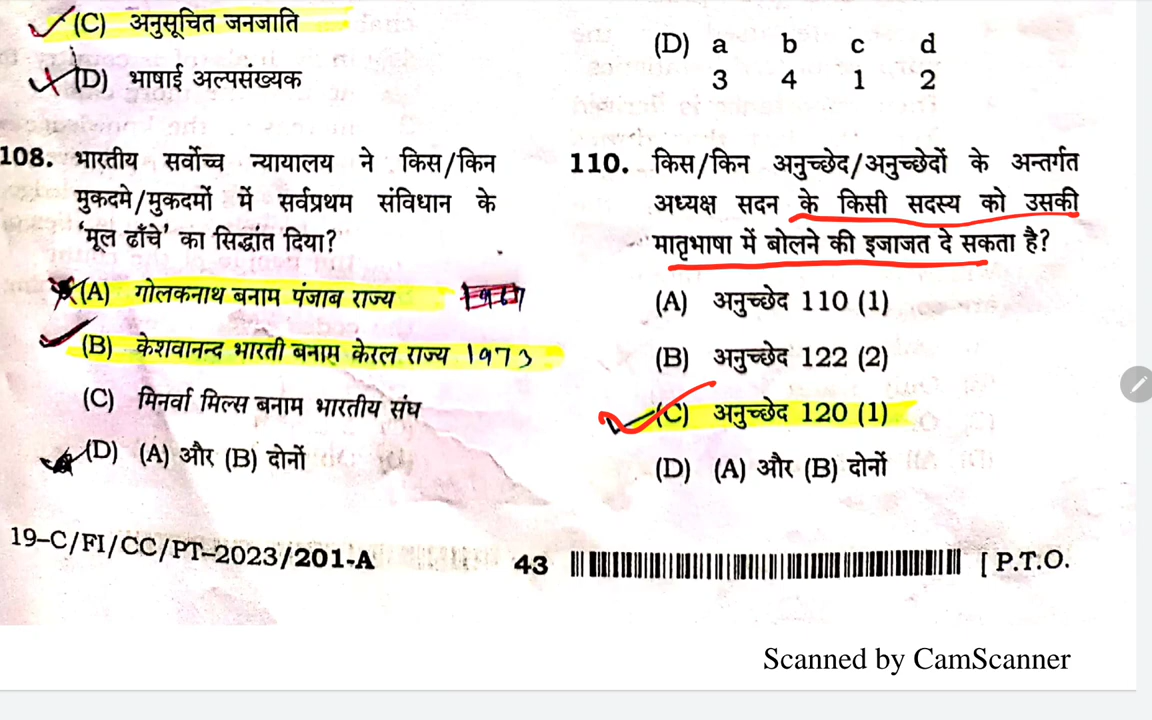 (C) अनुसूचित जनजाति
(D) भाषाई अल्पसंख्यक
108. भारतीय सर्वोच्च न्यायालय ने किस/किन
मुकदमे/मुकदमों में सर्वप्रथम संविधान के
'मूल ढाँचे' का सिद्धांत दिया?
(A) गोलकनाथ बनाम पंजाब राज्य 1967
(B) केशवानन्द भारती बनाम केरल राज्य 1973
(C) मिनर्वा मिल्स बनाम भारतीय संघ
(D) (A) और (B) दोनों
(D) a b c d
3 4 1 2
110. किस/किन अनुच्छेद/अनुच्छेदों के अन्तर्गत
अध्यक्ष सदन के किसी सदस्य को उसकी
मातृभाषा में बोलने की इजाजत दे सकता है?
(A) अनुच्छेद 110 (1)
(B) अनुच्छेद 122 (2)
(C) अनुच्छेद 120 (1)
(D) (A) और (B) दोनों
19-C/FI/CC/PT-2023/201-A
43
[ P.T.O.
Scanned by CamScanner